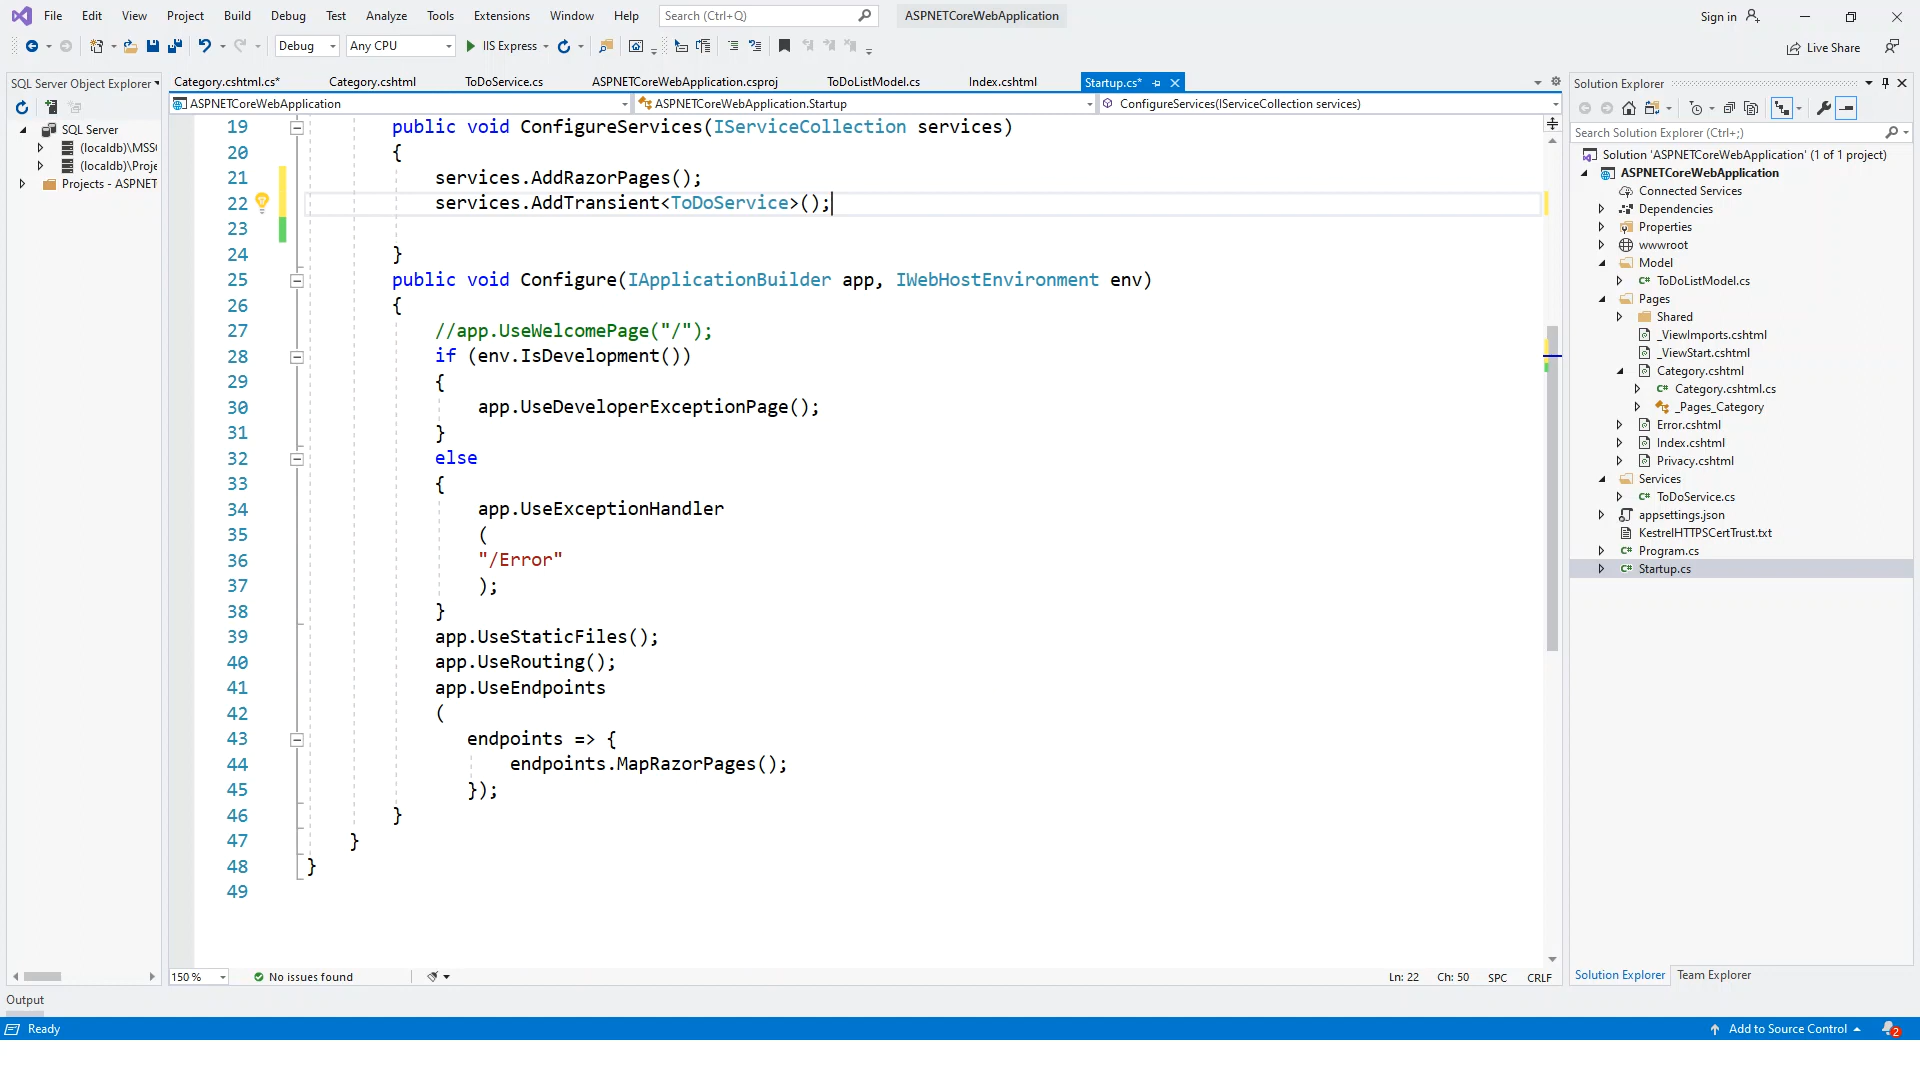 File Edit View Project Build Debug Test Analyze Tools Extensions Window Help Search (Ctrl+Q) ASPNETCoreWebApplication Sign in
Debug Any CPU IIS Express Live Share
SQL Server Object Explorer
SQL Server
(localdb)\MSS
(localdb)\Proje
Projects - ASPNET
Category.cshtml.cs* Category.cshtml ToDoService.cs ASPNETCoreWebApplication.csproj ToDoListModel.cs Index.cshtml Startup.cs*
ASPNETCoreWebApplication ASPNETCoreWebApplication.Startup ConfigureServices(IServiceCollection services)
19 public void ConfigureServices(IServiceCollection services)
20 {
21 services.AddRazorPages();
22 services.AddTransient<ToDoService>();
23
24 }
25 public void Configure(IApplicationBuilder app, IWebHostEnvironment env)
26 {
27 //app.UseWelcomePage("/");
28 if (env.IsDevelopment())
29 {
30 app.UseDeveloperExceptionPage();
31 }
32 else
33 {
34 app.UseExceptionHandler
35 (
36 "/Error"
37 );
38 }
39 app.UseStaticFiles();
40 app.UseRouting();
41 app.UseEndpoints
42 (
43 endpoints => {
44 endpoints.MapRazorPages();
45 });
46 }
47 }
48 }
49
150 % No issues found Ln: 22 Ch: 50 SPC CRLF
Solution Explorer
Search Solution Explorer (Ctrl+;)
Solution 'ASPNETCoreWebApplication' (1 of 1 project)
ASPNETCoreWebApplication
Connected Services
Dependencies
Properties
wwwroot
Model
C# ToDoListModel.cs
Pages
Shared
_ViewImports.cshtml
_ViewStart.cshtml
Category.cshtml
C# Category.cshtml.cs
_Pages_Category
Error.cshtml
Index.cshtml
Privacy.cshtml
Services
C# ToDoService.cs
appsettings.json
KestrelHTTPSCertTrust.txt
C# Program.cs
C# Startup.cs
Solution Explorer Team Explorer
Output
Ready Add to Source Control 2